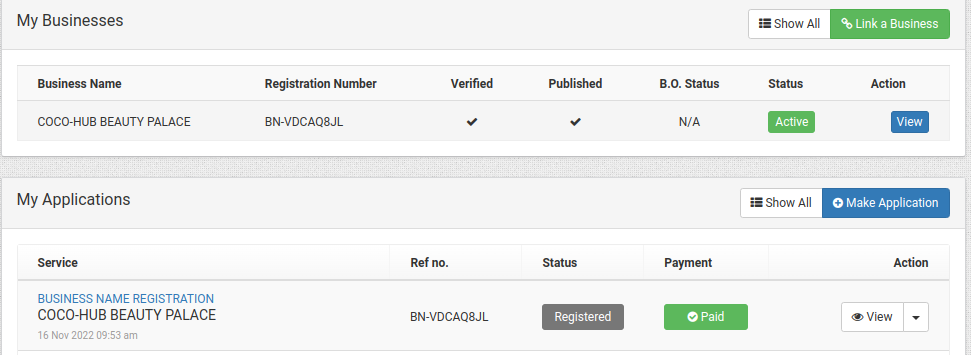 My Businesses
Show All
Link a Business
Business Name Registration Number Verified Published B.O. Status Status Action
COCO-HUB BEAUTY PALACE BN-VDCAQ8JL N/A Active View
My Applications
Show All
Make Application
Service Ref no. Status Payment Action
BUSINESS NAME REGISTRATION
COCO-HUB BEAUTY PALACE BN-VDCAQ8JL Registered Paid View
16 Nov 2022 09:53 am